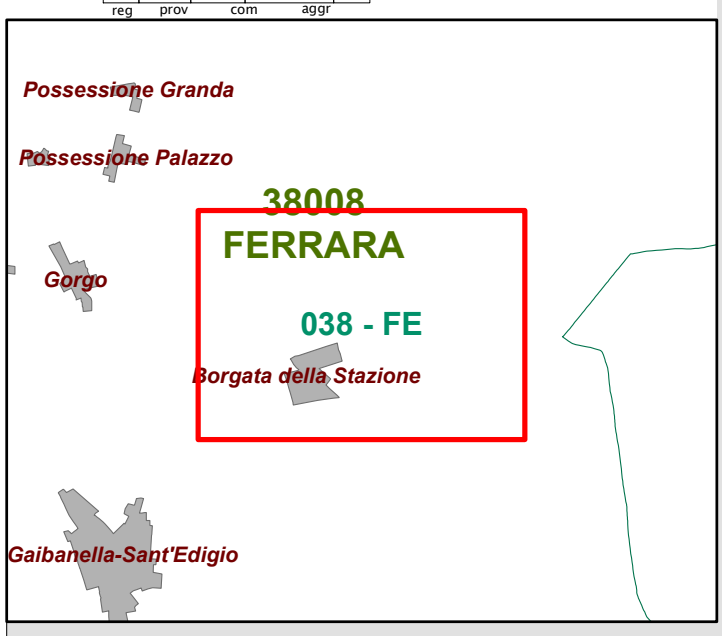 reg prov com aggr
Possessione Granda
Possessione Palazzo
38008
FERRARA
Gorgo
038 - FE
Borgata della Stazione
Gaibanella-Sant'Edigio